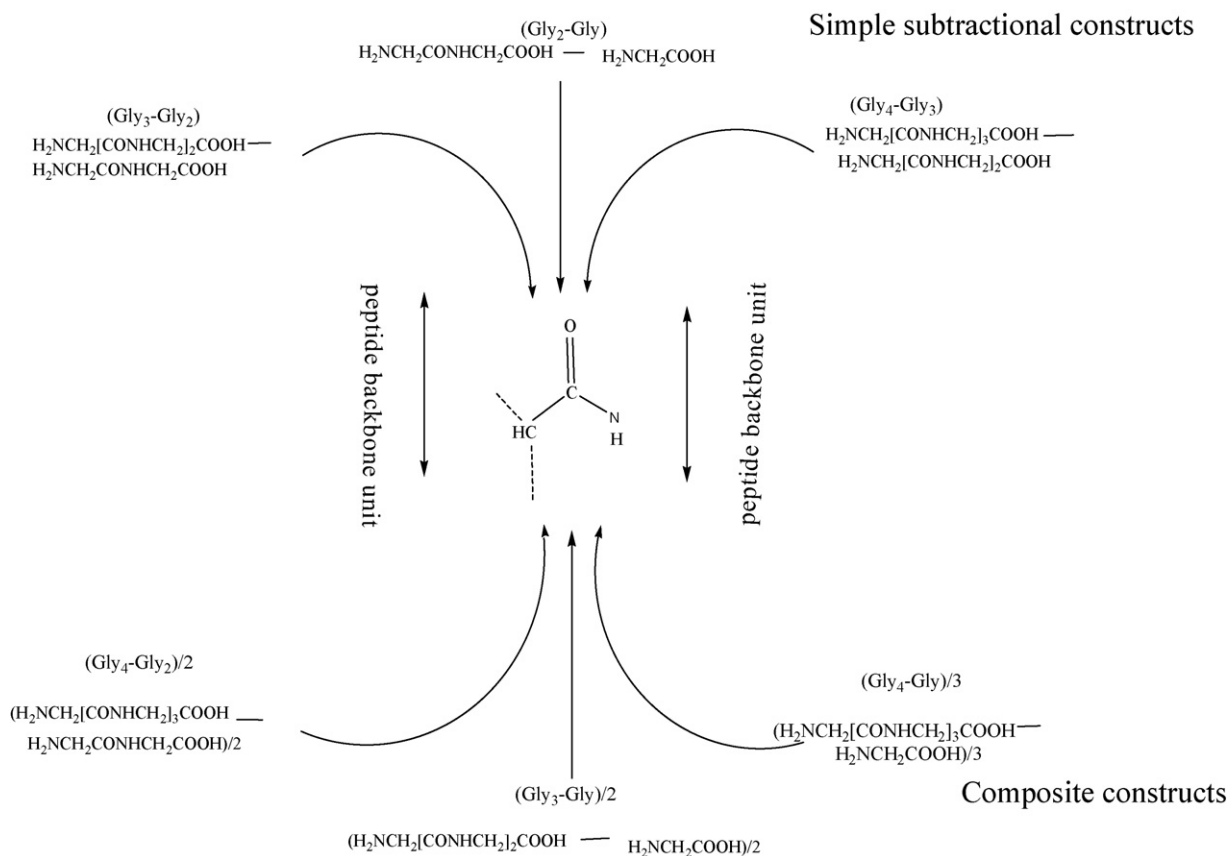 Simple subtractional constructs
(Gly₂-Gly)
H₂NCH₂CONHCH₂COOH — H₂NCH₂COOH
(Gly₃-Gly₂)
H₂NCH₂[CONHCH₂]₂COOH—
H₂NCH₂CONHCH₂COOH
(Gly₄-Gly₃)
H₂NCH₂[CONHCH₂]₃COOH —
H₂NCH₂[CONHCH₂]₂COOH
peptide backbone unit
O
C
N
H
HC
peptide backbone unit
(Gly₄-Gly₂)/2
(H₂NCH₂[CONHCH₂]₃COOH —
H₂NCH₂CONHCH₂COOH)/2
(Gly₄-Gly)/3
(H₂NCH₂[CONHCH₂]₃COOH—
H₂NCH₂COOH)/3
(Gly₃-Gly)/2
(H₂NCH₂[CONHCH₂]₂COOH — H₂NCH₂COOH)/2
Composite constructs